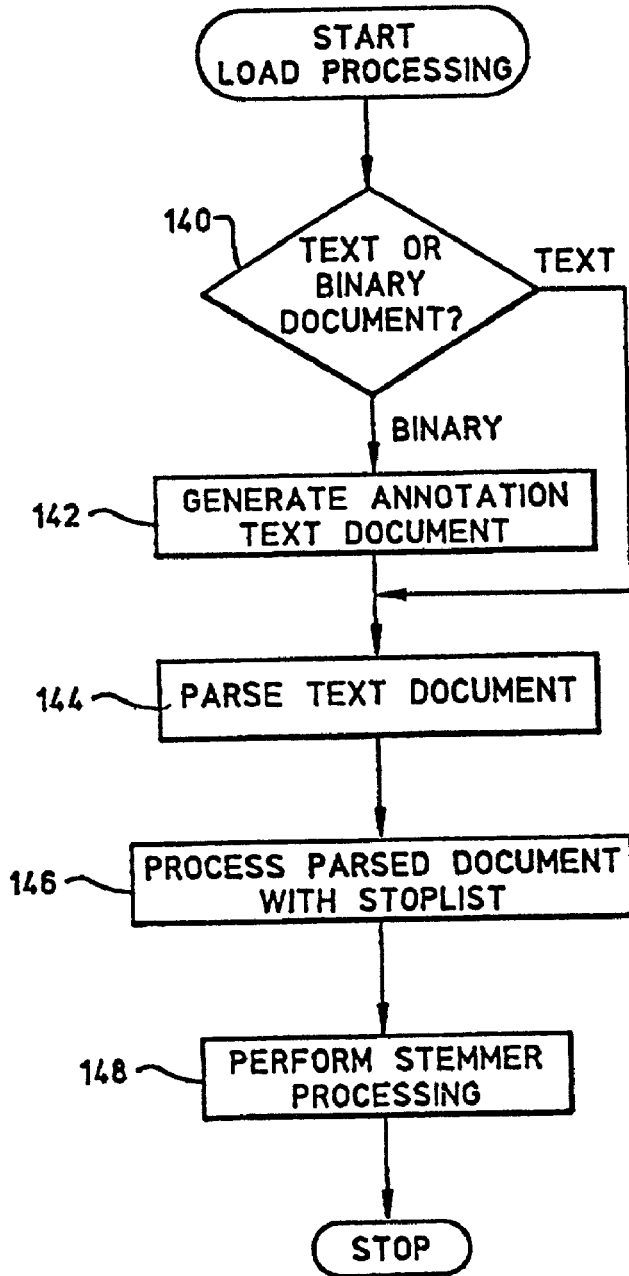 START
LOAD PROCESSING
140
TEXT OR
BINARY
DOCUMENT?
TEXT
BINARY
142
GENERATE ANNOTATION
TEXT DOCUMENT
144
PARSE TEXT DOCUMENT
146
PROCESS PARSED DOCUMENT
WITH STOPLIST
148
PERFORM STEMMER
PROCESSING
STOP